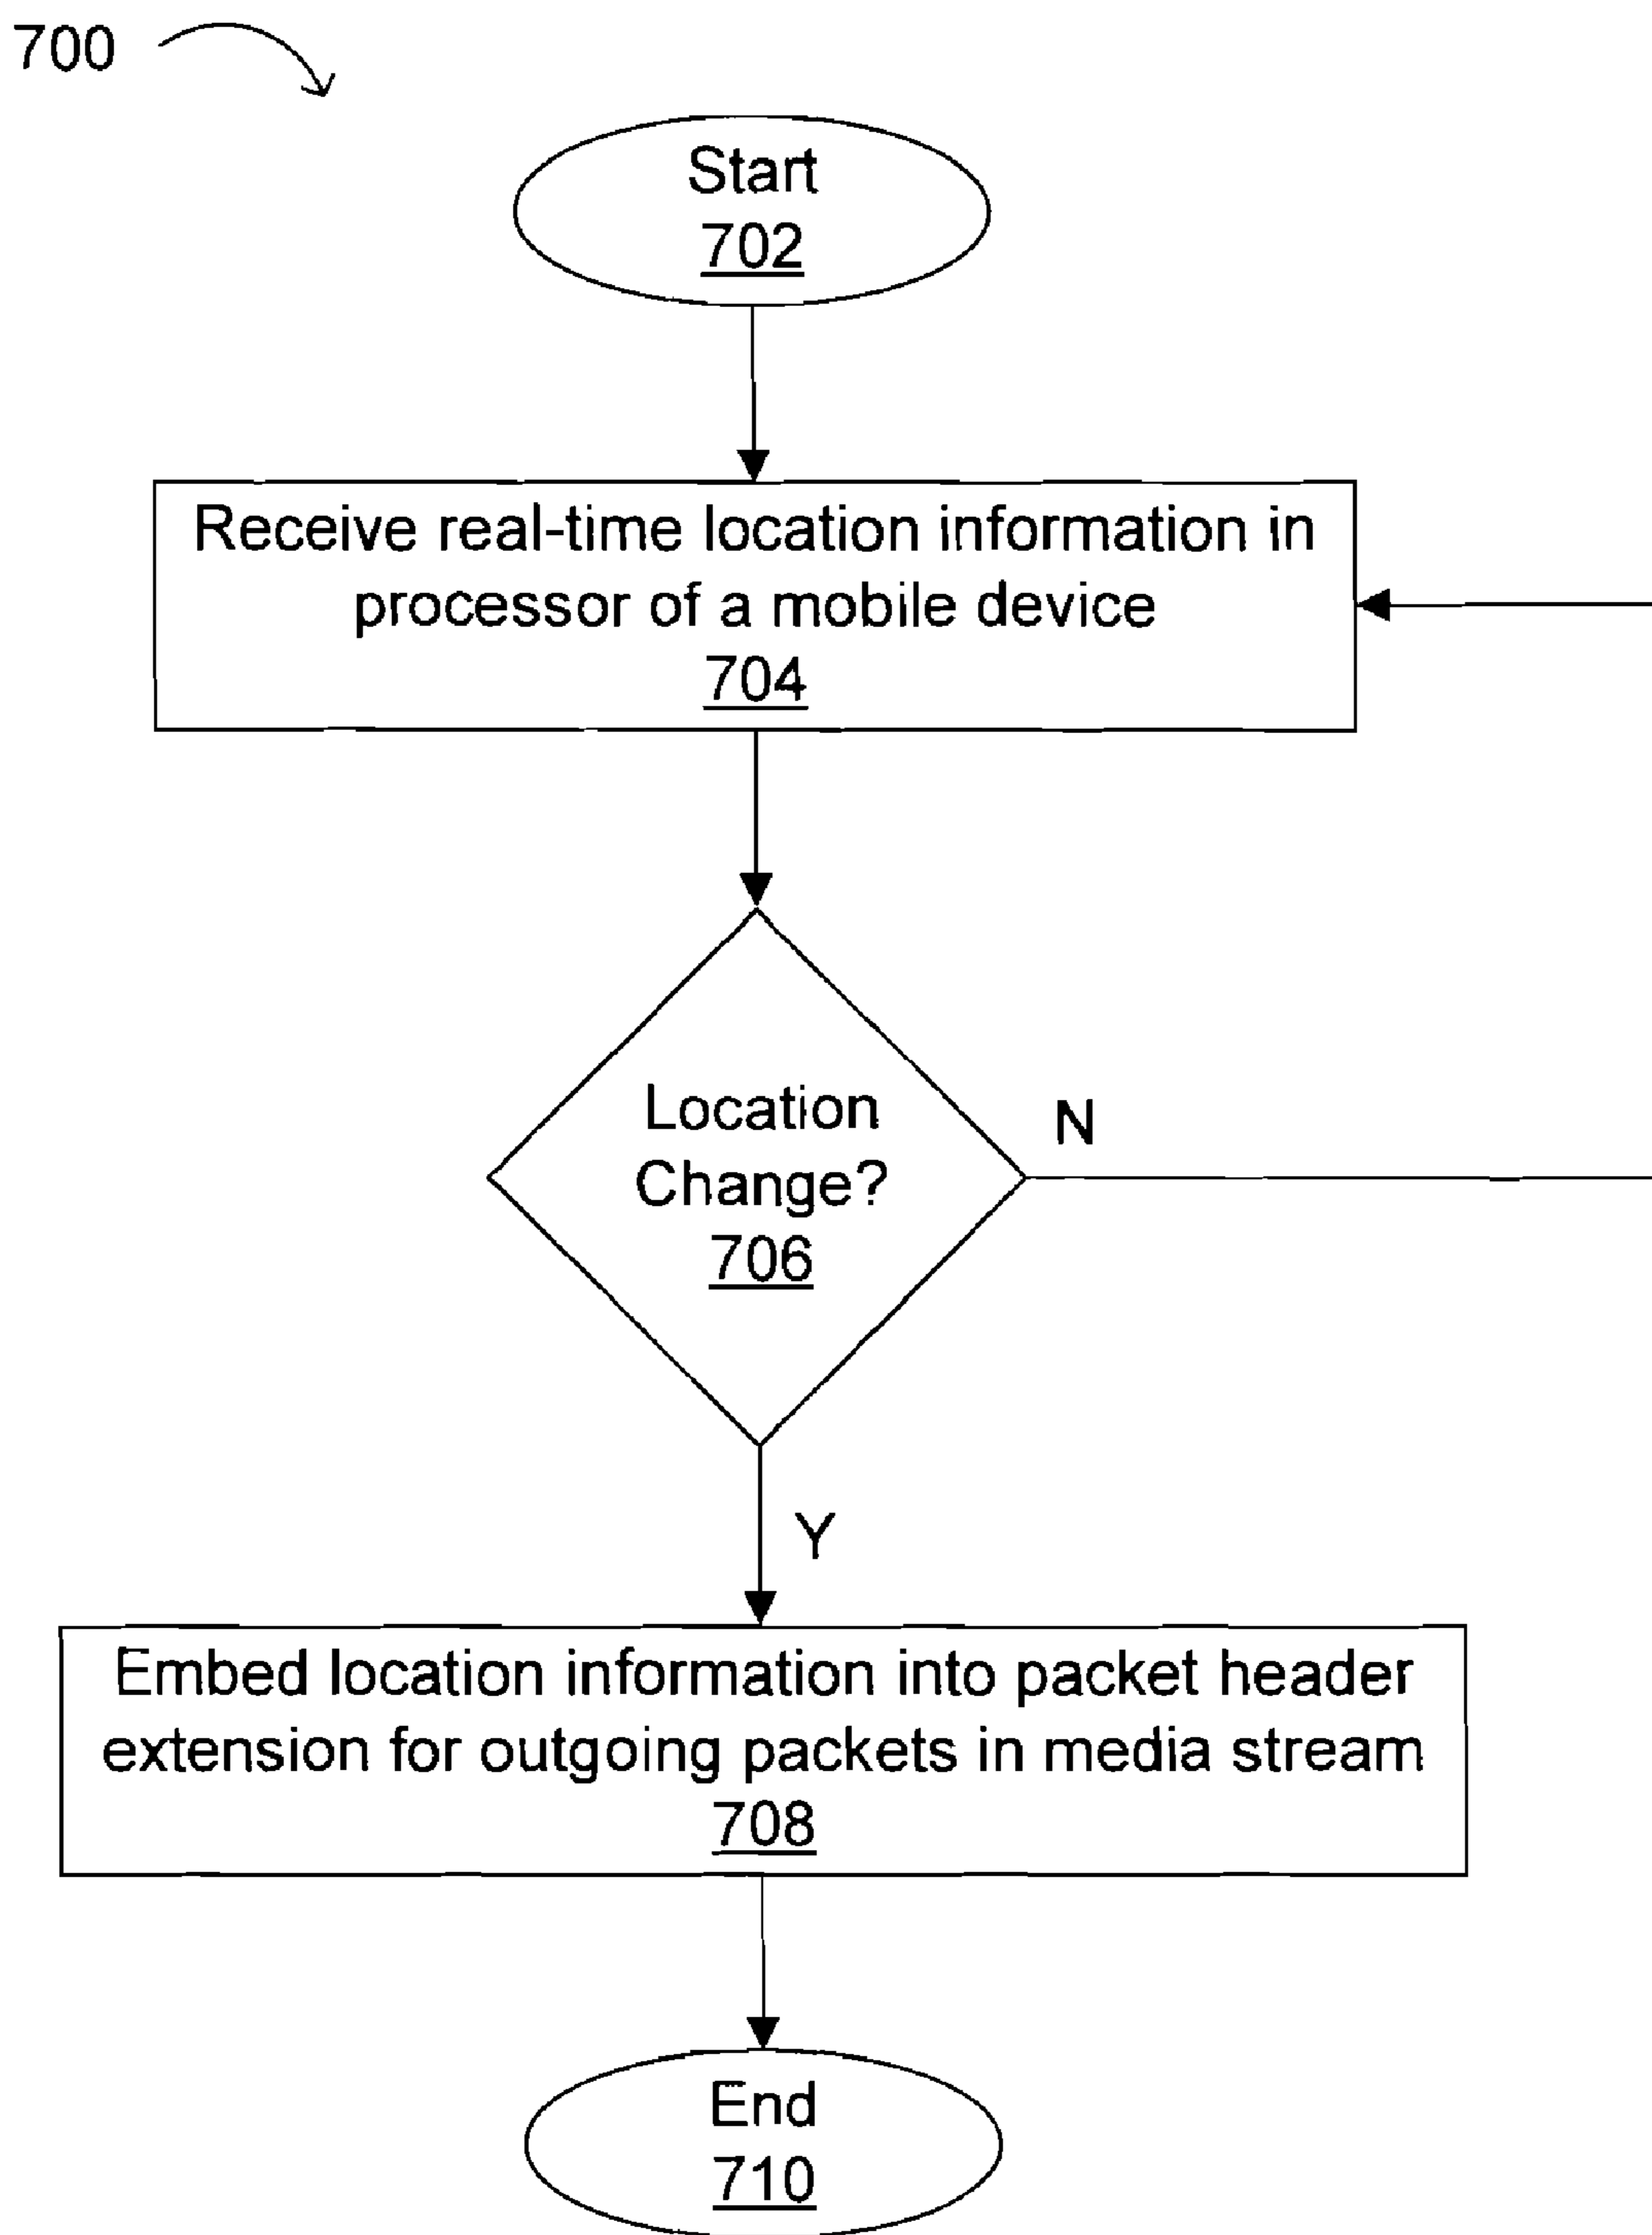 700
Start
702
Receive real-time location information in
processor of a mobile device
704
Location
Change?
706
N
Y
Embed location information into packet header
extension for outgoing packets in media stream
708
End
710